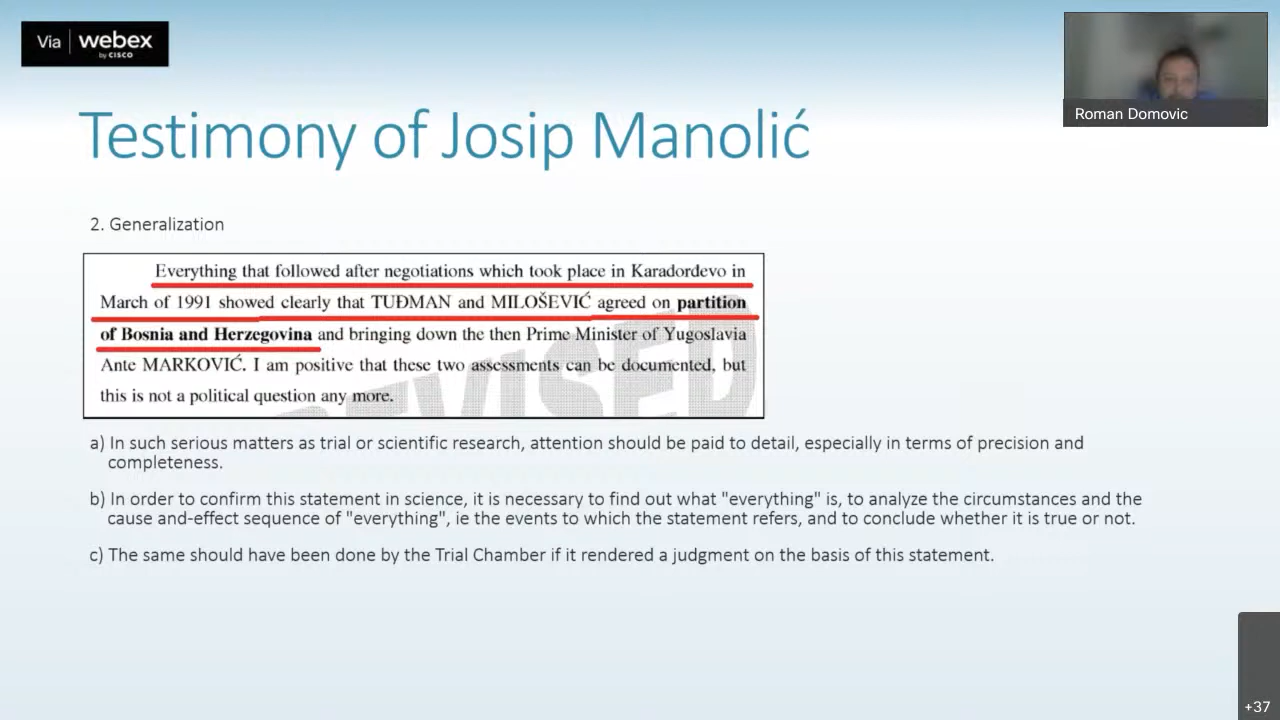 Via webex
by CISCO
Roman Domovic
Testimony of Josip Manolić
2. Generalization
Everything that followed after negotiations which took place in Karadordevo in
March of 1991 showed clearly that TUĐMAN and MILOŠEVIĆ agreed on partition
of Bosnia and Herzegovina and bringing down the then Prime Minister of Yugoslavia
Ante MARKOVIĆ. I am positive that these two assessments can be documented, but
this is not a political question any more.
REVISED
a) In such serious matters as trial or scientific research, attention should be paid to detail, especially in terms of precision and
completeness.
b) In order to confirm this statement in science, it is necessary to find out what "everything" is, to analyze the circumstances and the
cause and-effect sequence of "everything", ie the events to which the statement refers, and to conclude whether it is true or not.
c) The same should have been done by the Trial Chamber if it rendered a judgment on the basis of this statement.
+37